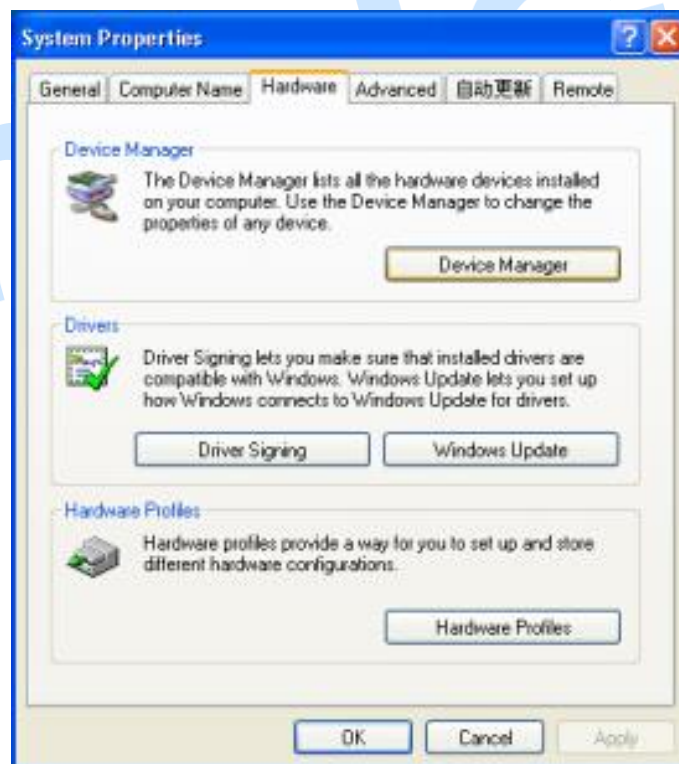 System Properties
General Computer Name Hardware Advanced 自动更新 Remote
Device Manager
The Device Manager lists all the hardware devices installed
on your computer. Use the Device Manager to change the
properties of any device.
Device Manager
Drivers
Driver Signing lets you make sure that installed drivers are
compatible with Windows. Windows Update lets you set up
how Windows connects to Windows Update for drivers.
Driver Signing Windows Update
Hardware Profiles
Hardware profiles provide a way for you to set up and store
different hardware configurations.
Hardware Profiles
OK Cancel Apply